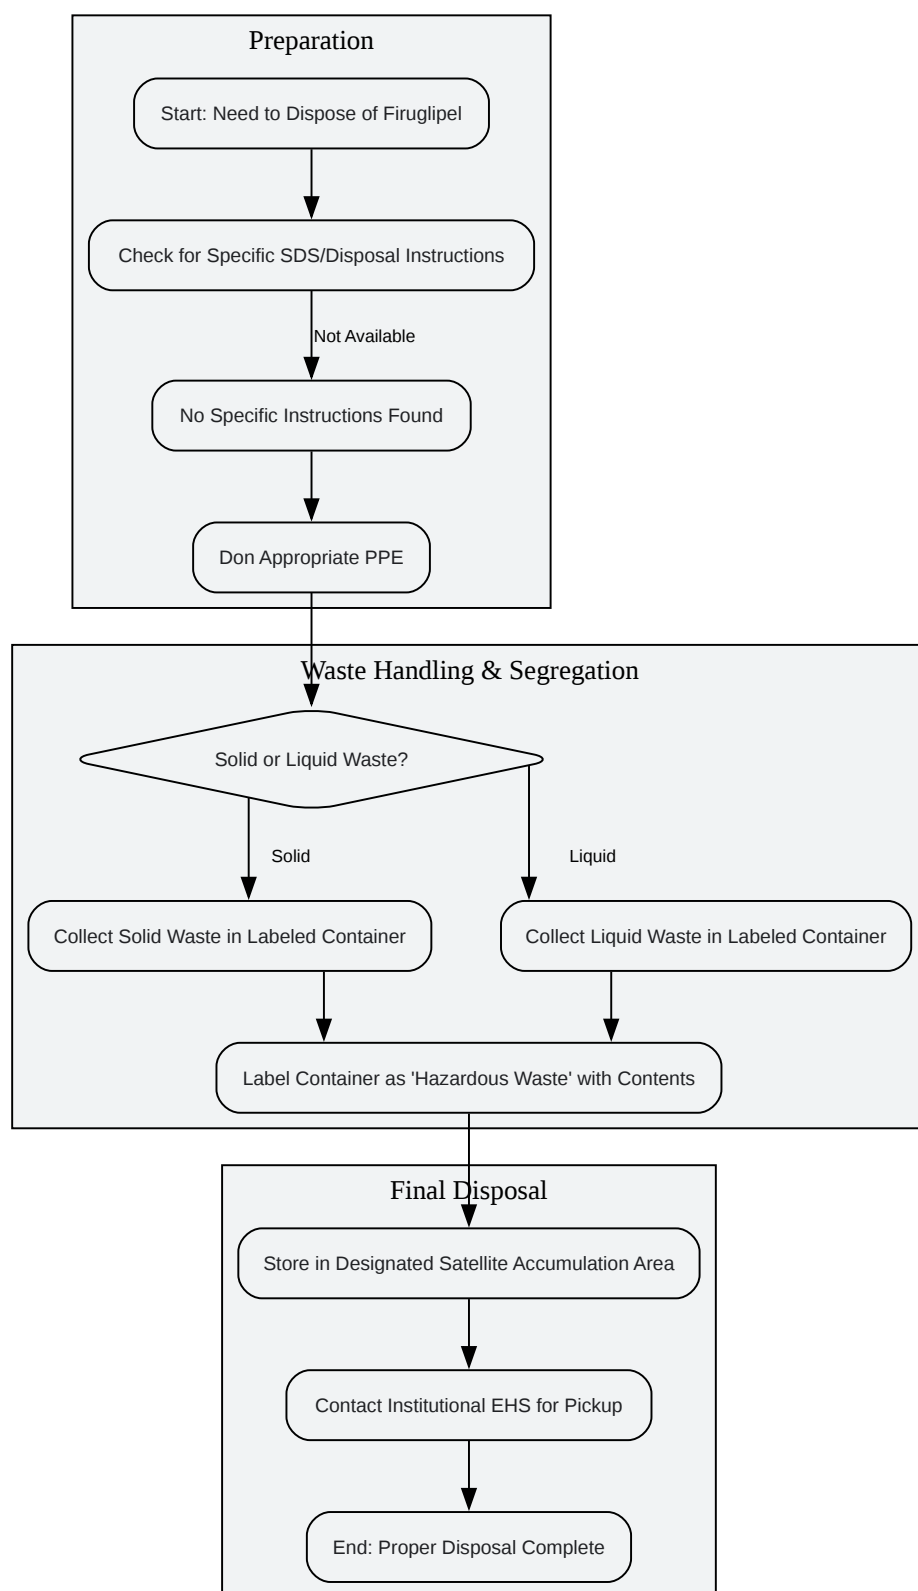 Preparation
Start: Need to Dispose of Firuglipel
Check for Specific SDS/Disposal Instructions
Not Available
No Specific Instructions Found
Don Appropriate PPE
Waste Handling & Segregation
Solid or Liquid Waste?
Solid
Liquid
Collect Solid Waste in Labeled Container
Collect Liquid Waste in Labeled Container
Label Container as 'Hazardous Waste' with Contents
Final Disposal
Store in Designated Satellite Accumulation Area
Contact Institutional EHS for Pickup
End: Proper Disposal Complete